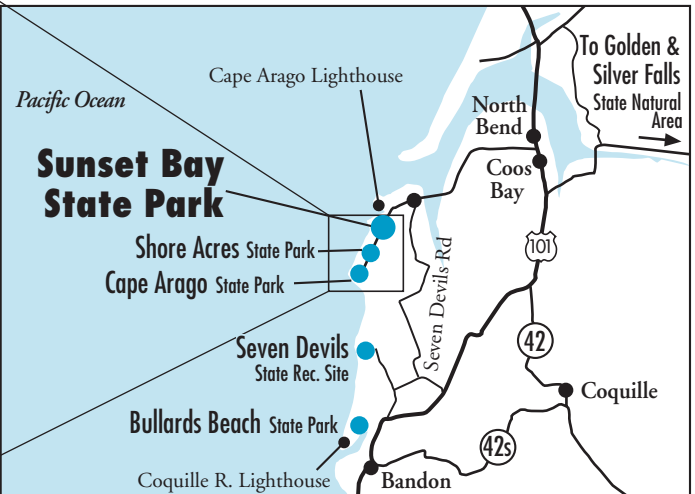 To Golden &
Silver Falls
State Natural
Area
Cape Arago Lighthouse
Pacific Ocean
North
Bend
Sunset Bay
State Park
Coos
Bay
Shore Acres State Park
101
Cape Arago State Park
Seven Devils Rd
Seven Devils
State Rec. Site
42
Coquille
Bullards Beach State Park
42s
Coquille R. Lighthouse
Bandon